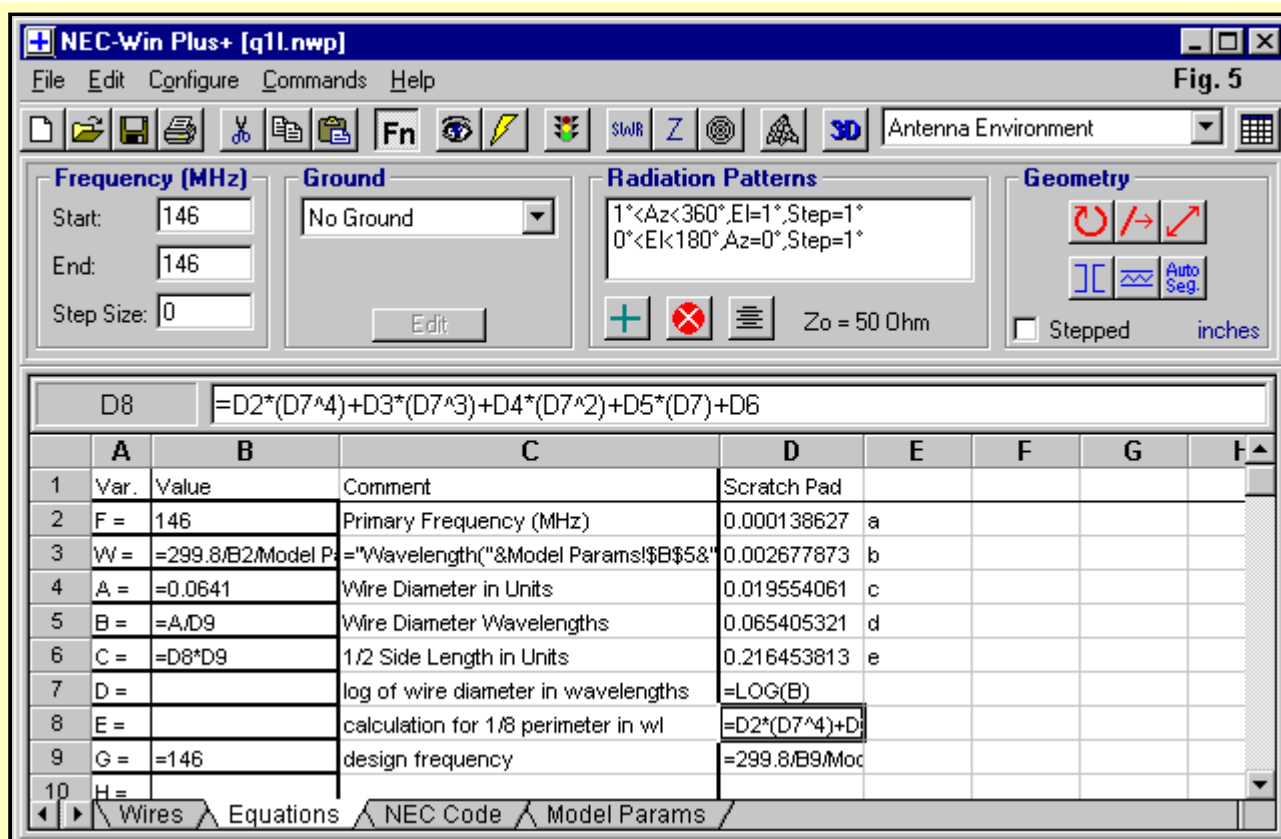 NEC-Win Plus+ [q1l.nwp]
File Edit Configure Commands Help Fig. 5
Fn SWR Z 3D Antenna Environment
Frequency (MHz) Ground Radiation Patterns Geometry
Start: 146 No Ground 1°<Az<360°,El=1°,Step=1°
0°<El<180°,Az=0°,Step=1°
End: 146 Auto Seg.
Step Size: 0 Edit Zo = 50 Ohm Stepped inches
D8 =D2*(D7^4)+D3*(D7^3)+D4*(D7^2)+D5*(D7)+D6
A B C D E F G H
1 Var. Value Comment Scratch Pad
2 F = 146 Primary Frequency (MHz) 0.000138627 a
3 W = =299.8/B2/Model P ="Wavelength("&Model Params!$B$5&" 0.002677873 b
4 A = =0.0641 Wire Diameter in Units 0.019554061 c
5 B = =A/D9 Wire Diameter Wavelengths 0.065405321 d
6 C = =D8*D9 1/2 Side Length in Units 0.216453813 e
7 D = log of wire diameter in wavelengths =LOG(B)
8 E = calculation for 1/8 perimeter in wl =D2*(D7^4)+D
9 G = =146 design frequency =299.8/B9/Mod
10 H =
Wires Equations NEC Code Model Params